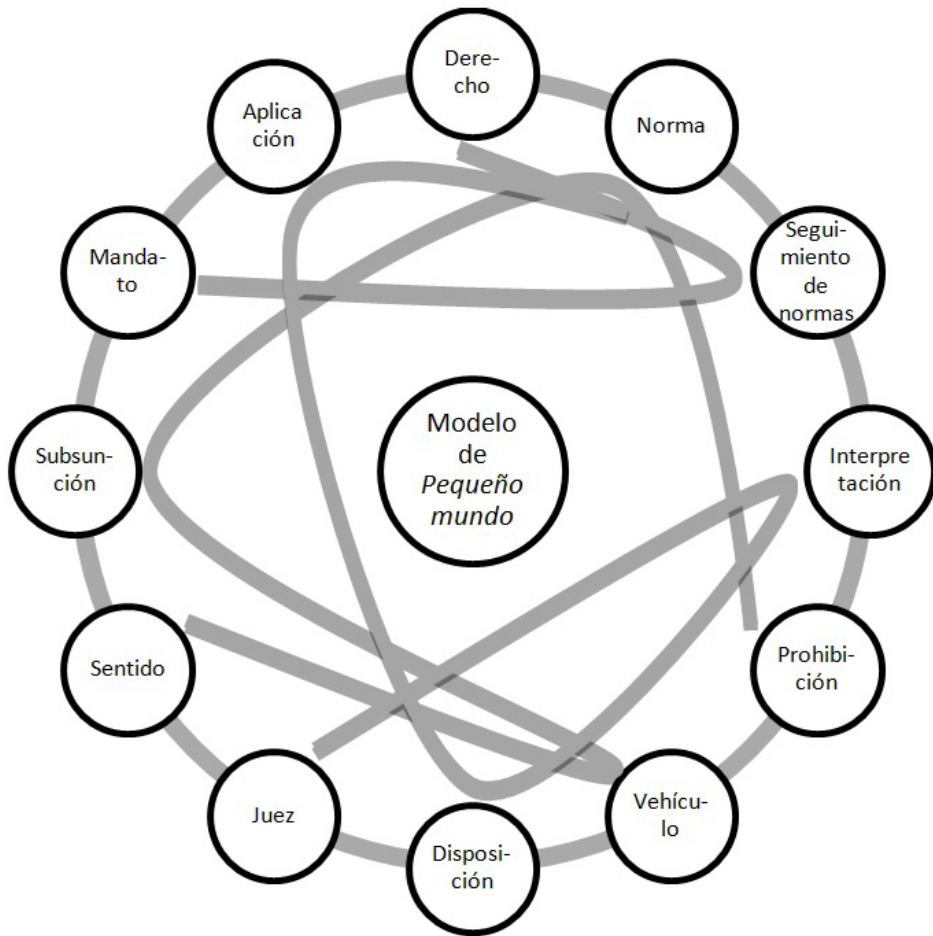 Dere-
cho
Norma
Segui-
miento
de
normas
Interpre
tación
Prohibi-
ción
Vehícu-
lo
Disposi-
ción
Juez
Sentido
Subsun-
ción
Manda-
to
Aplica
ción
Modelo
de
Pequeño
mundo